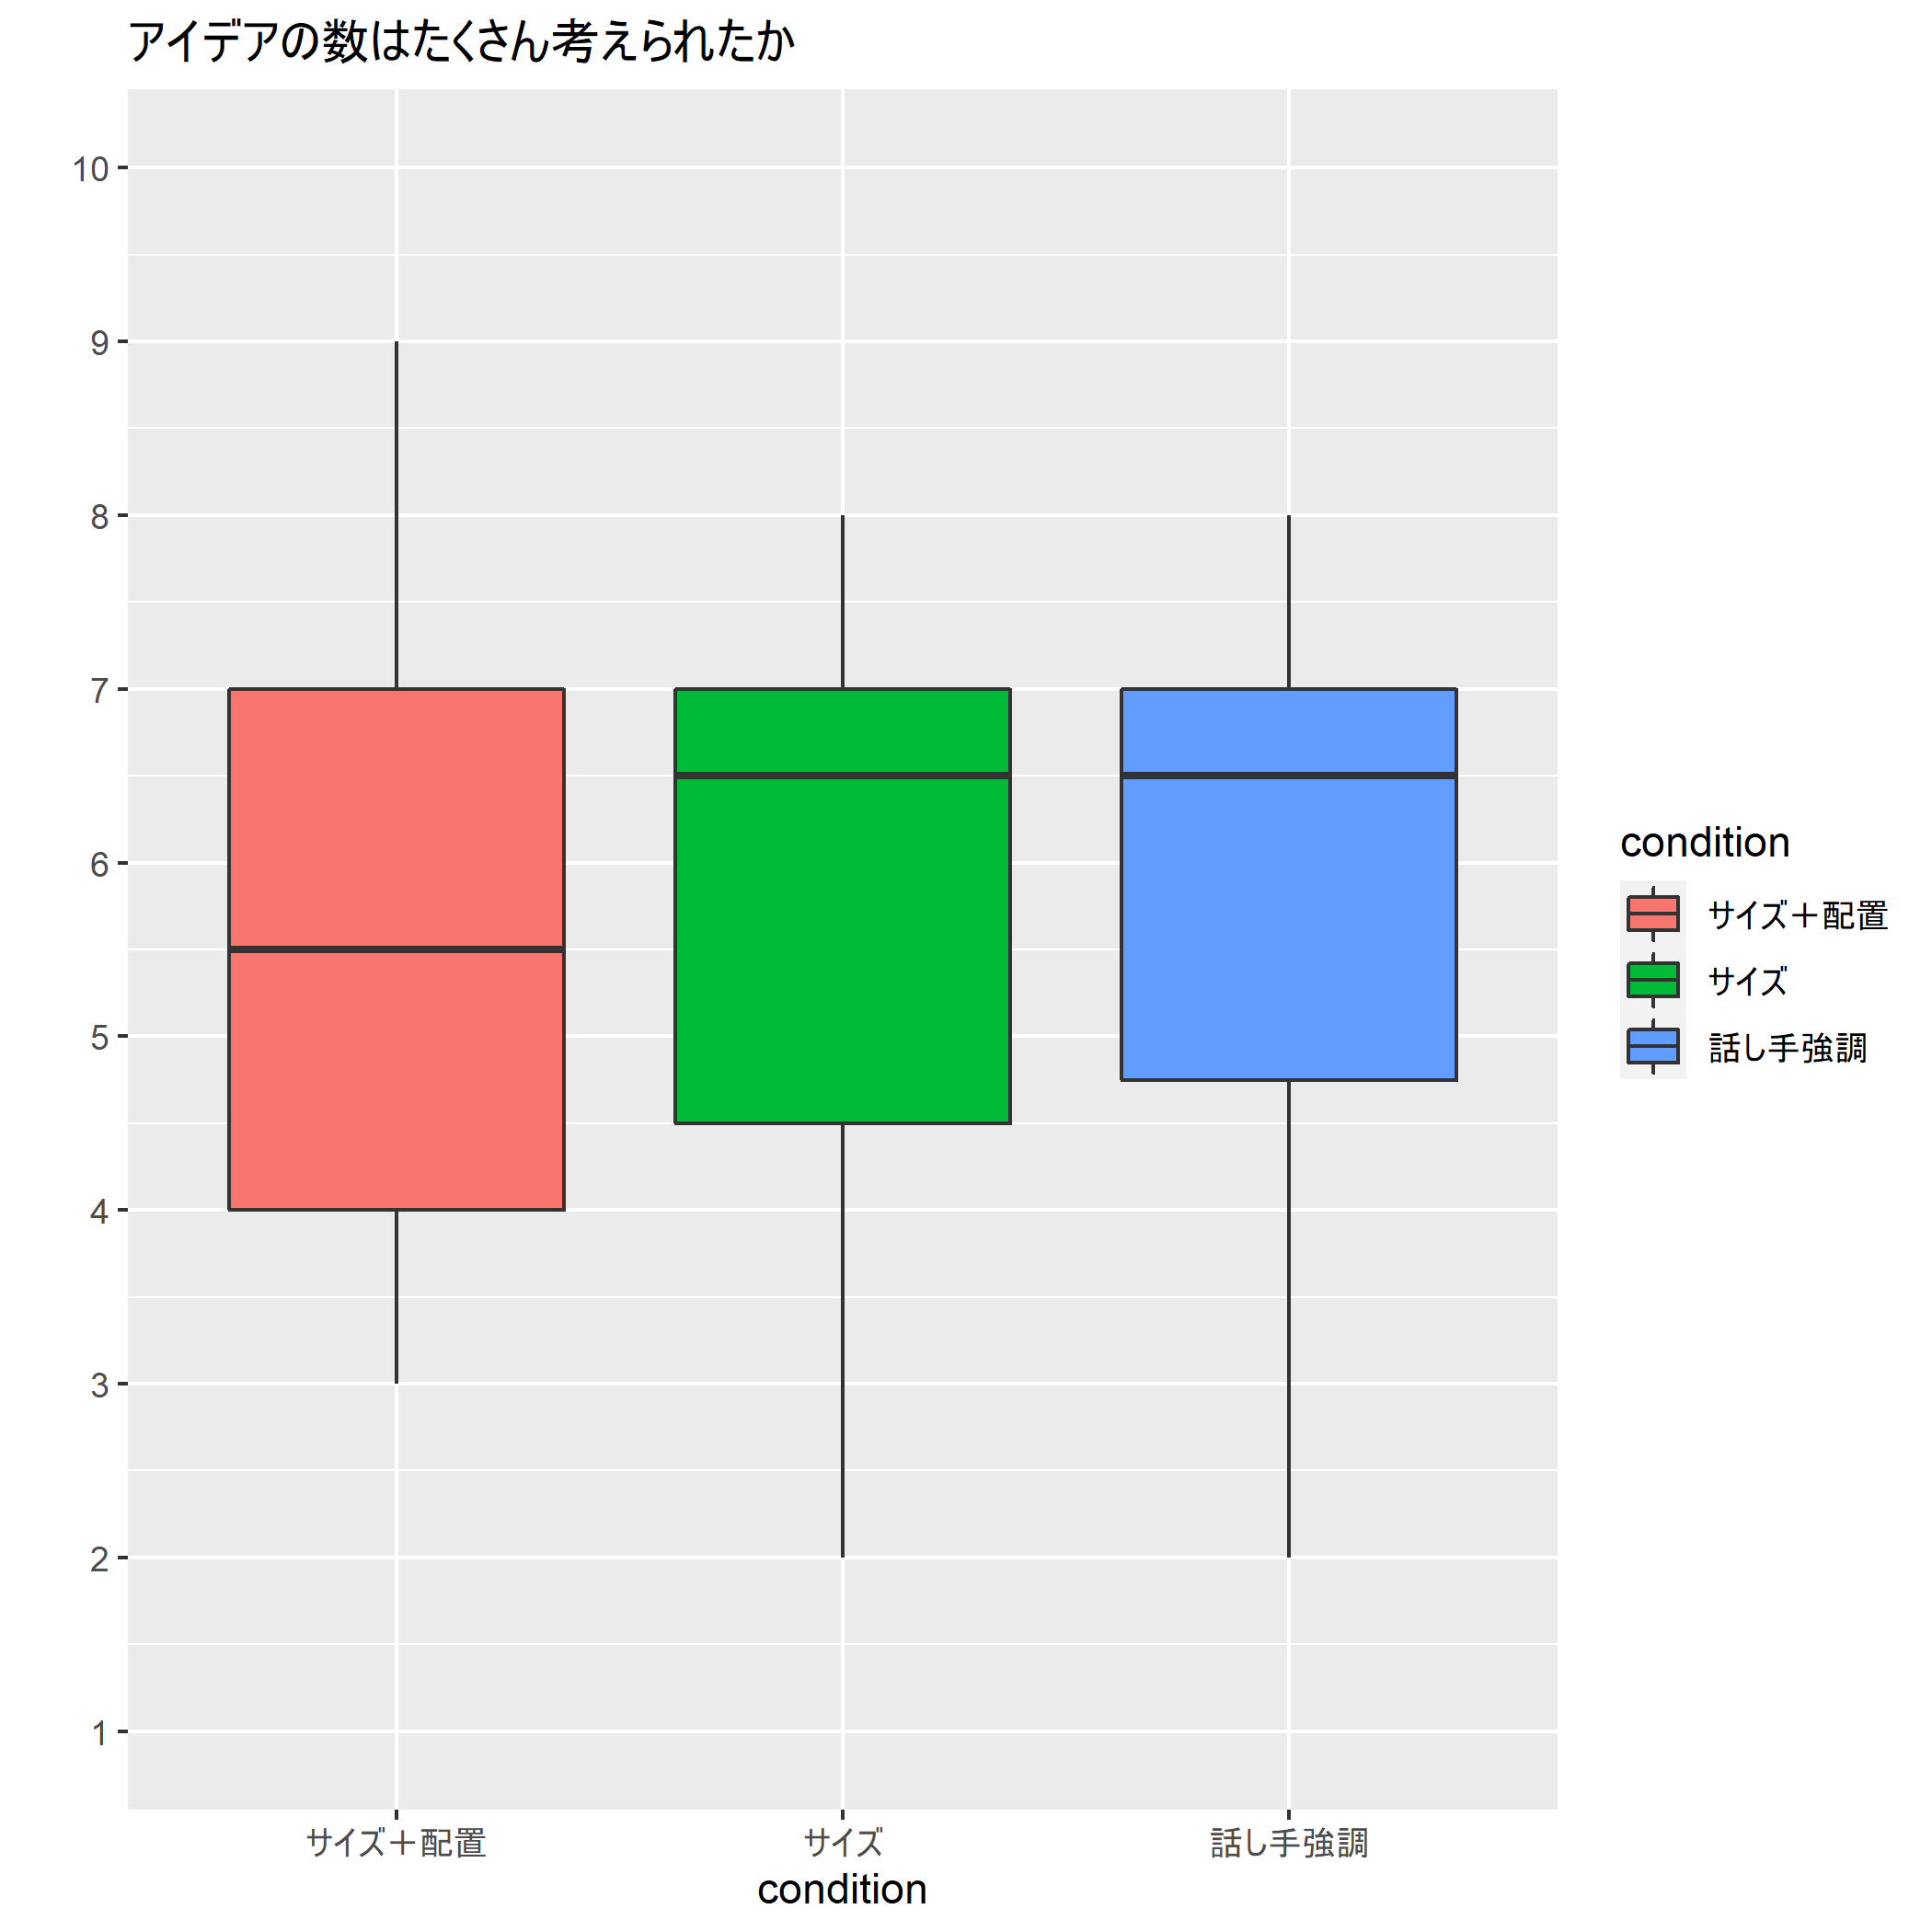 アイデアの数はたくさん考えられたか
10
9
8
7
6
5
4
3
2
1
サイズ＋配置 サイズ 話し手強調
condition
condition
サイズ＋配置
サイズ
話し手強調